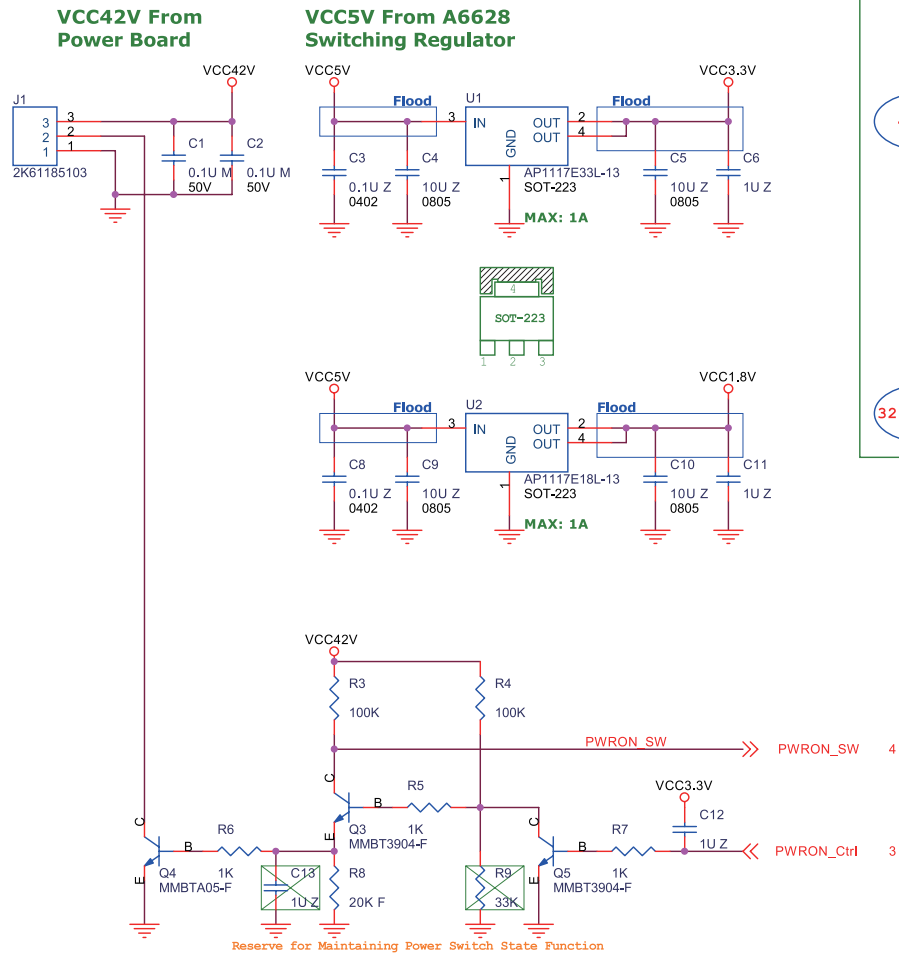 VCC42V From
Power Board
VCC5V From A6628
Switching Regulator
VCC42V
VCC5V
VCC3.3V
J1
3
2
1
3
2
1
2K61185103
C1
0.1U M
50V
C2
0.1U M
50V
Flood
C3
0.1U Z
0402
C4
10U Z
0805
U1
3
IN
OUT
OUT
GND
2
4
1
AP1117E33L-13
SOT-223
MAX: 1A
Flood
C5
10U Z
0805
C6
1U Z
4
SOT-223
1
2
3
VCC5V
VCC1.8V
Flood
C8
0.1U Z
0402
C9
10U Z
0805
U2
3
IN
OUT
OUT
GND
2
4
1
AP1117E18L-13
SOT-223
MAX: 1A
Flood
C10
10U Z
0805
C11
1U Z
32
VCC42V
R3
100K
R4
100K
PWRON_SW
PWRON_SW 4
C
B
E
Q3
MMBT3904-F
R5
1K
VCC3.3V
C12
1U Z
C
B
E
Q4
MMBTA05-F
R6
1K
C13
1U Z
R8
20K F
R9
33K
C
B
E
Q5
MMBT3904-F
R7
1K
PWRON_Ctrl 3
Reserve for Maintaining Power Switch State Function